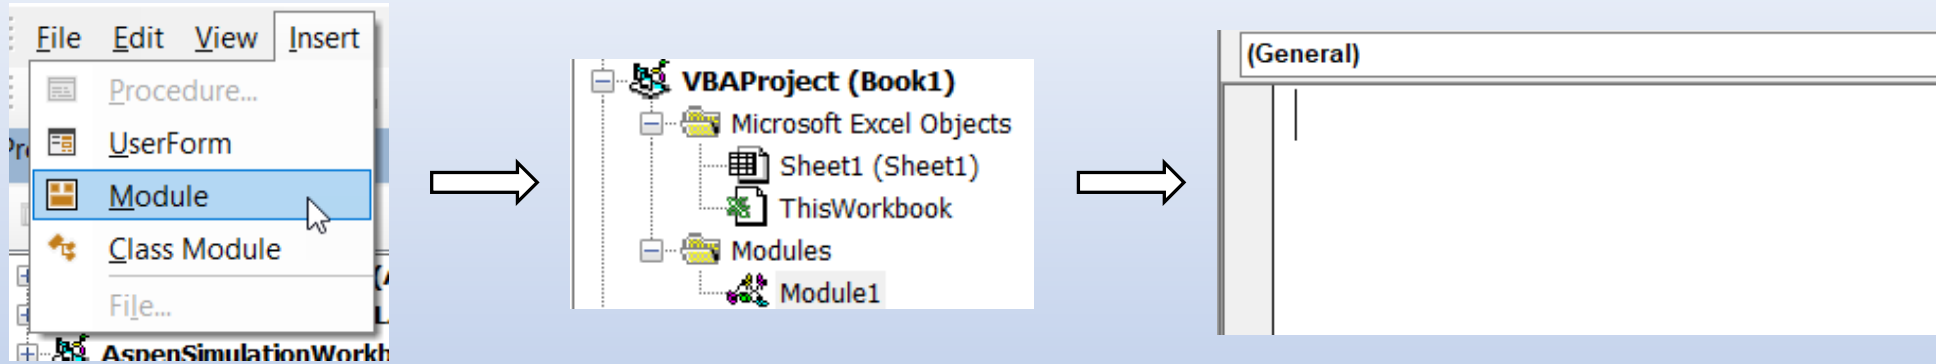 File Edit View Insert
Procedure...
UserForm
Module
Class Module
File...
AspenSimulationWorkb
VBAProject (Book1)
Microsoft Excel Objects
Sheet1 (Sheet1)
ThisWorkbook
Modules
Module1
(General)